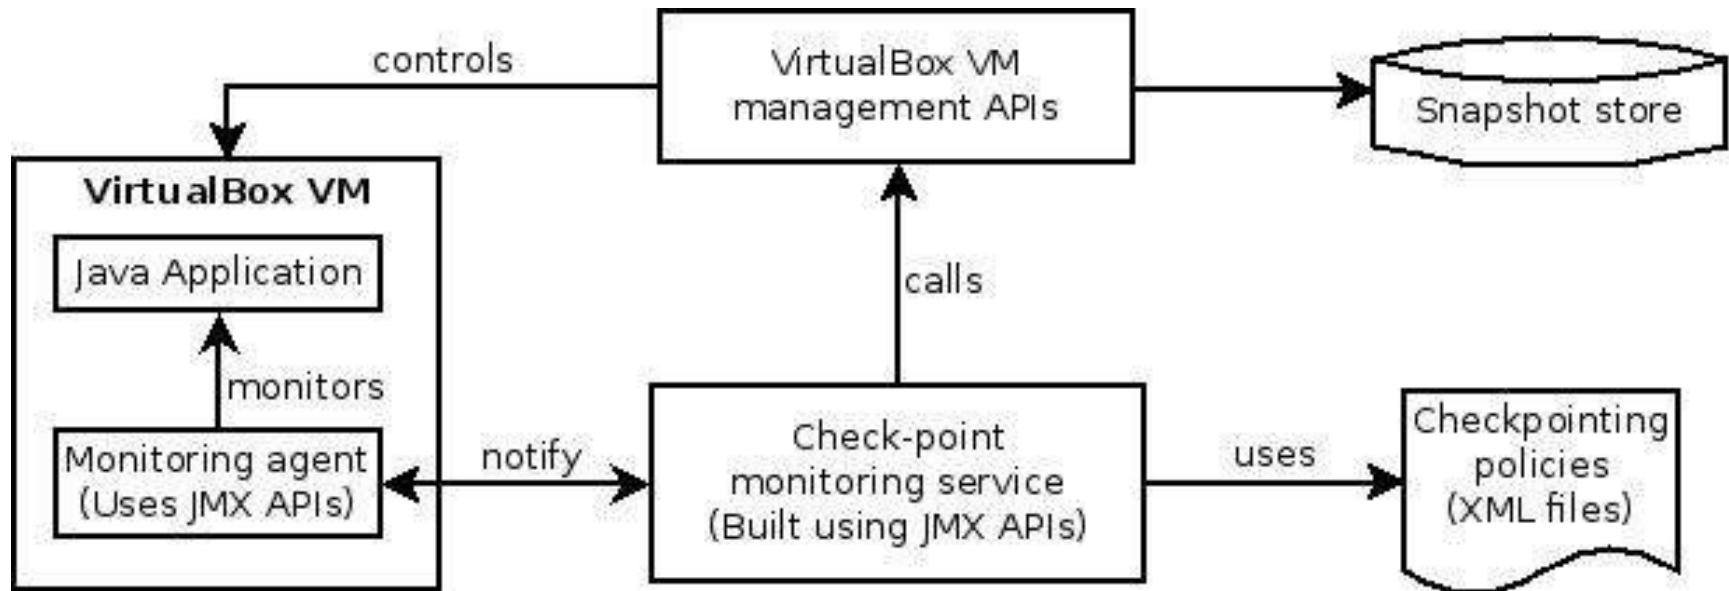 controls
VirtualBox VM
management APIs
Snapshot store
VirtualBox VM
Java Application
calls
monitors
Monitoring agent
(Uses JMX APIs)
notify
Check-point
monitoring service
(Built using JMX APIs)
uses
Checkpointing
policies
(XML files)